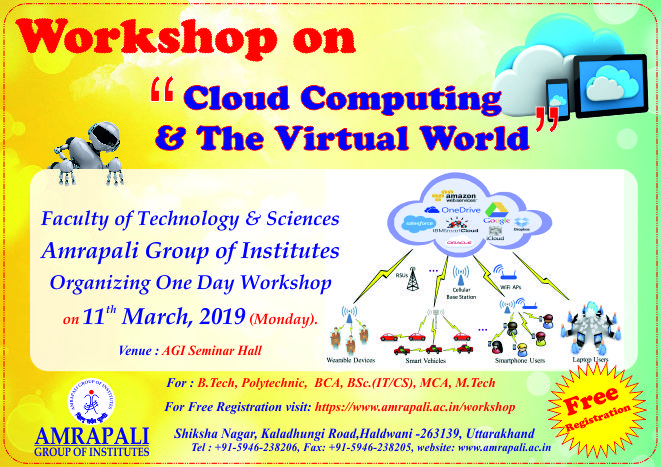 Workshop on
“ Cloud Computing
& The Virtual World ”
Faculty of Technology & Sciences
Amrapali Group of Institutes
Organizing One Day Workshop
on 11th March, 2019 (Monday).
Venue : AGI Seminar Hall
amazon
webservices
OneDrive
Google
salesforce
IBMSmartCloud
iCloud
Dropbox
ORACLE
RSUs
...
Cellular
Base Station
WiFi APs
...
Wearable Devices
Smart Vehicles
Smartphone Users
Laptop Users
For : B.Tech, Polytechnic, BCA, BSc.(IT/CS), MCA, M.Tech
For Free Registration visit: https://www.amrapali.ac.in/workshop
Free
Registration
AMRAPALI GROUP OF INSTITUTES
AMRAPALI
GROUP OF INSTITUTES
Shiksha Nagar, Kaladhungi Road,Haldwani -263139, Uttarakhand
Tel : +91-5946-238206, Fax: +91-5946-238205, website: www.amrapali.ac.in